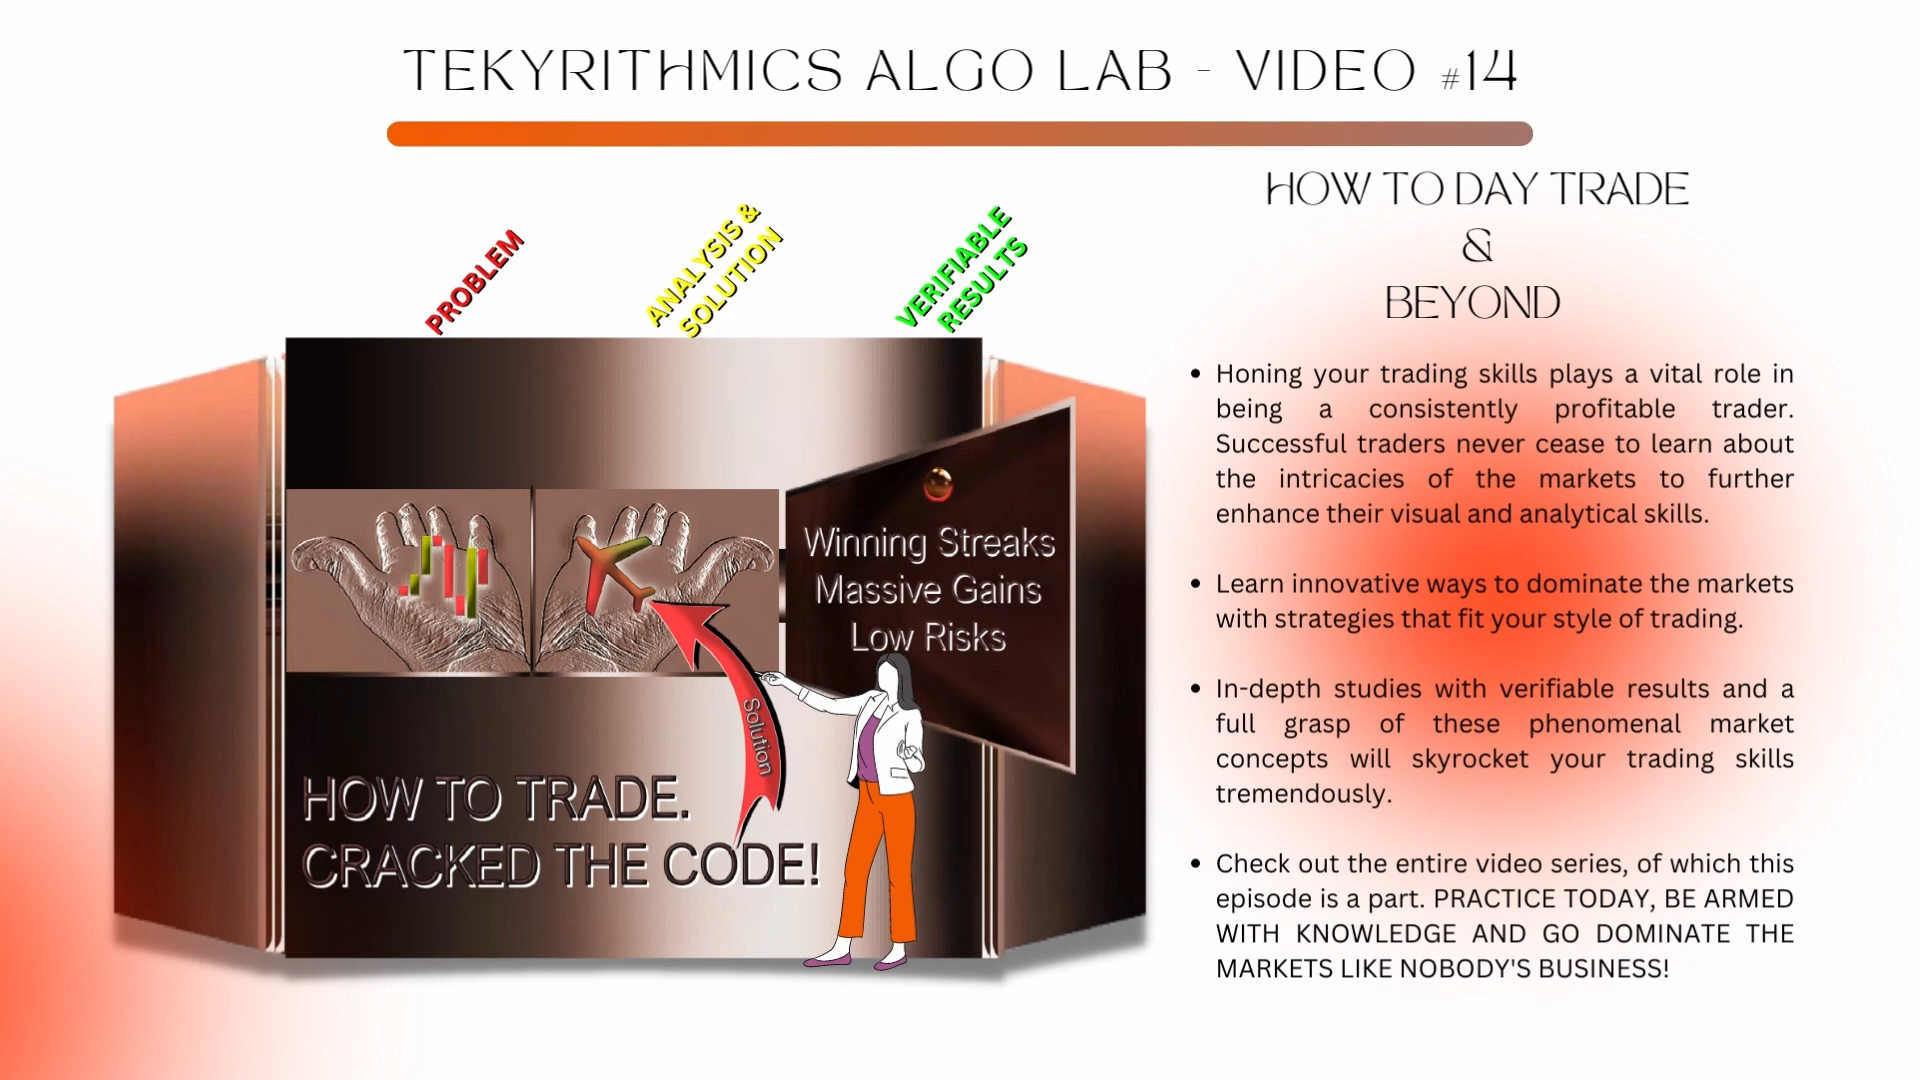 TEKYRITHMICS ALGO LAB - VIDEO #14
PROBLEM
ANALYSIS &
SOLUTION
VERIFIABLE
RESULTS
Winning Streaks
Massive Gains
Low Risks
Solution
HOW TO TRADE.
CRACKED THE CODE!
HOW TO DAY TRADE
&
BEYOND
• Honing your trading skills plays a vital role in
being a consistently profitable trader.
Successful traders never cease to learn about
the intricacies of the markets to further
enhance their visual and analytical skills.
• Learn innovative ways to dominate the markets
with strategies that fit your style of trading.
• In-depth studies with verifiable results and a
full grasp of these phenomenal market
concepts will skyrocket your trading skills
tremendously.
• Check out the entire video series, of which this
episode is a part. PRACTICE TODAY, BE ARMED
WITH KNOWLEDGE AND GO DOMINATE THE
MARKETS LIKE NOBODY'S BUSINESS!